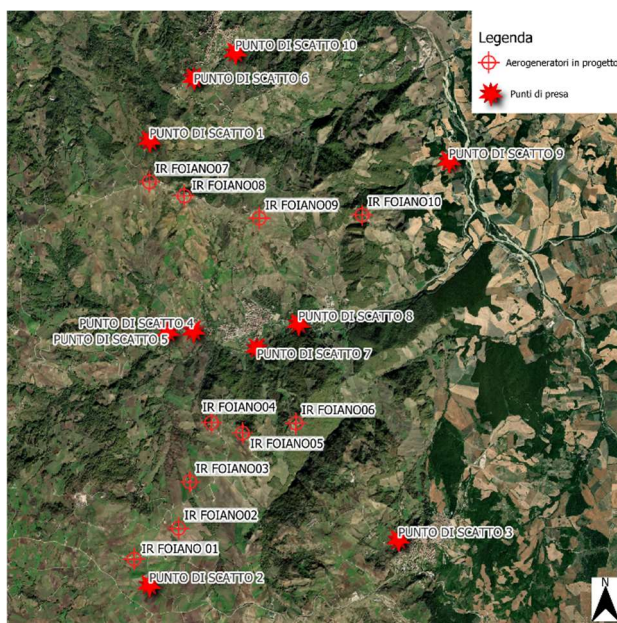 Legenda
Aerogeneratori in progetto
Punti di presa
PUNTO DI SCATTO 10
PUNTO DI SCATTO 6
PUNTO DI SCATTO 1
PUNTO DI SCATTO 9
IR FOIANO07
IR FOIANO08
IR FOIANO09
IR FOIANO10
PUNTO DI SCATTO 8
PUNTO DI SCATTO 4
PUNTO DI SCATTO 5
PUNTO DI SCATTO 7
IR FOIANO04
IR FOIANO06
IR FOIANO05
IR FOIANO03
IR FOIANO02
PUNTO DI SCATTO 3
IR FOIANO 01
PUNTO DI SCATTO 2
N